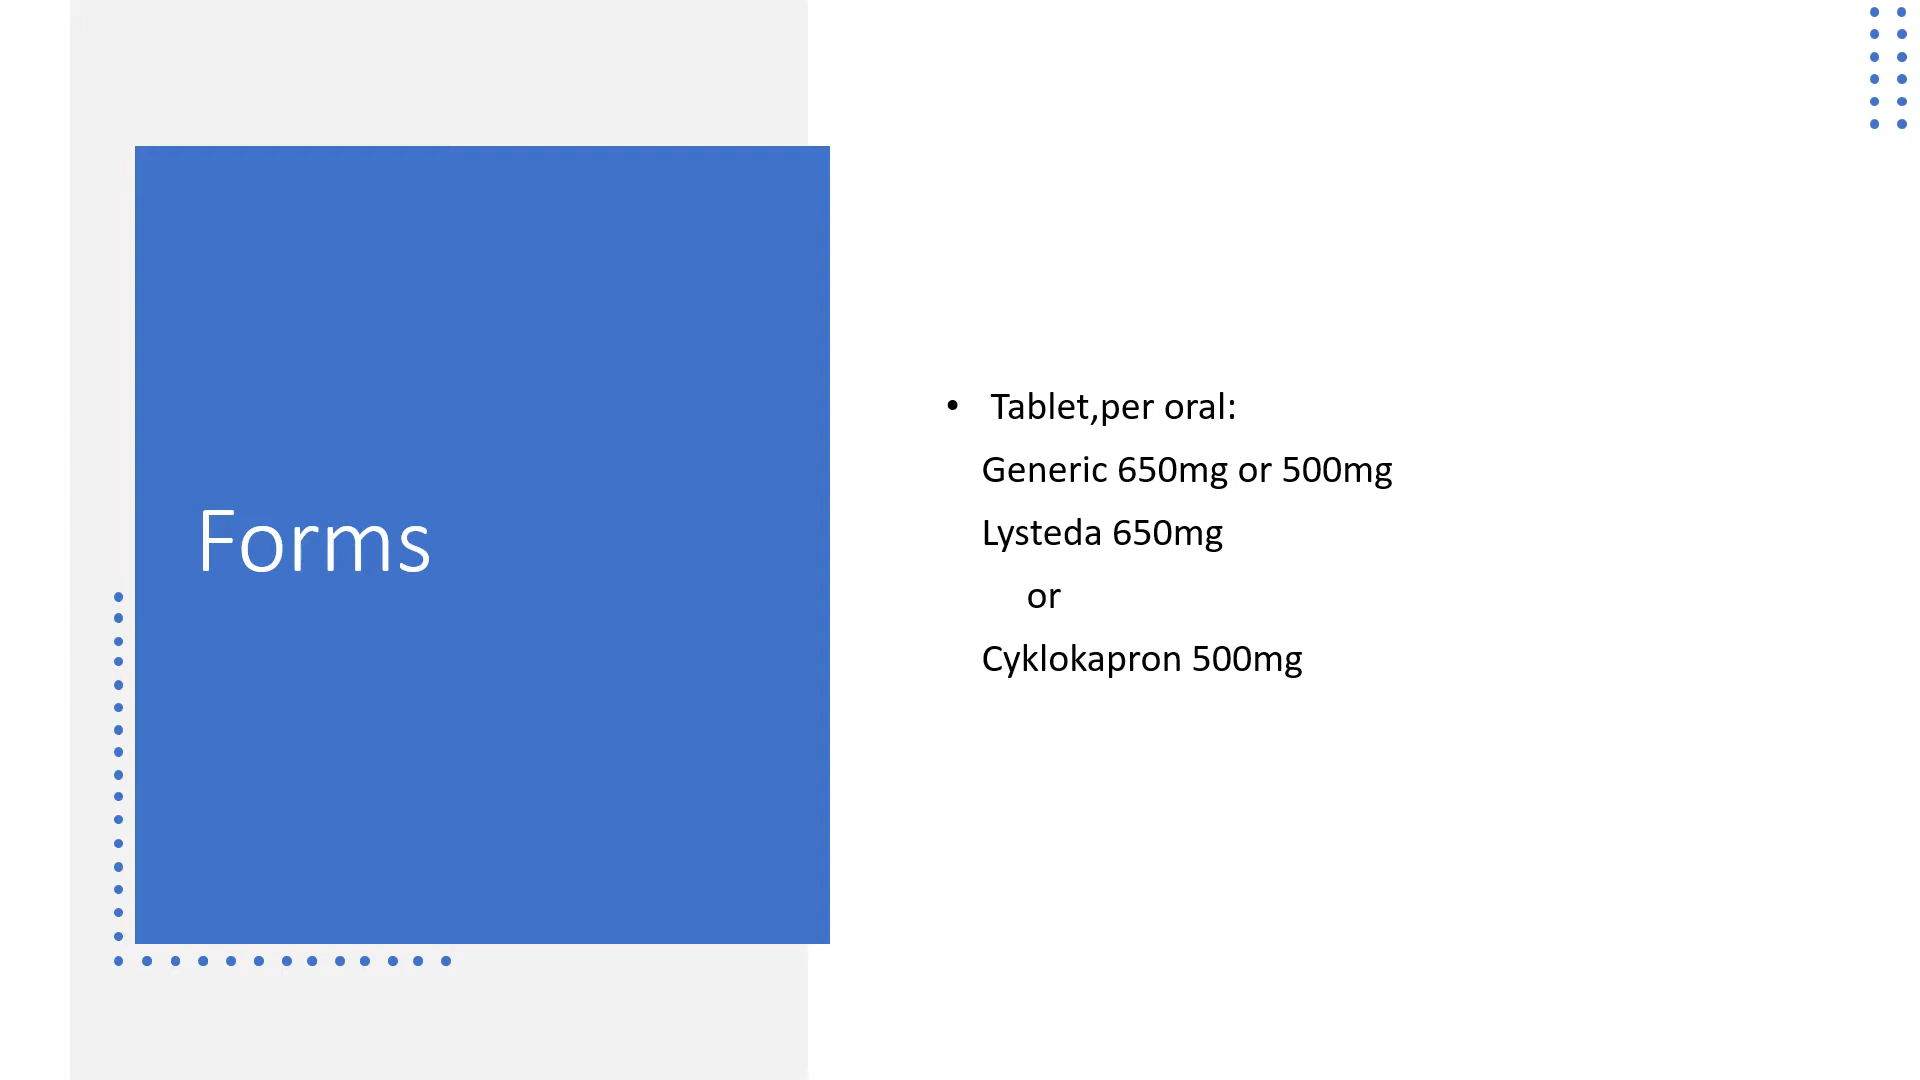 Forms
• Tablet,per oral:
Generic 650mg or 500mg
Lysteda 650mg
or
Cyklokapron 500mg